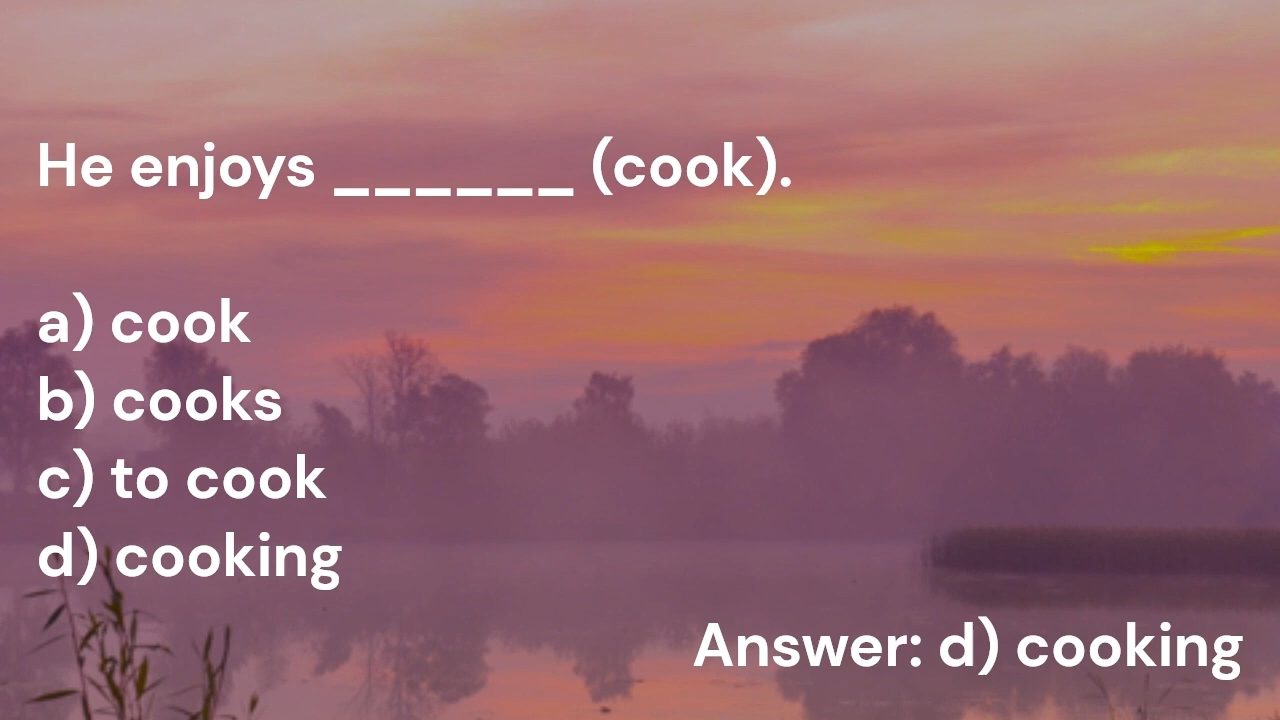 He enjoys ______ (cook).
a) cook
b) cooks
c) to cook
d) cooking
Answer: d) cooking